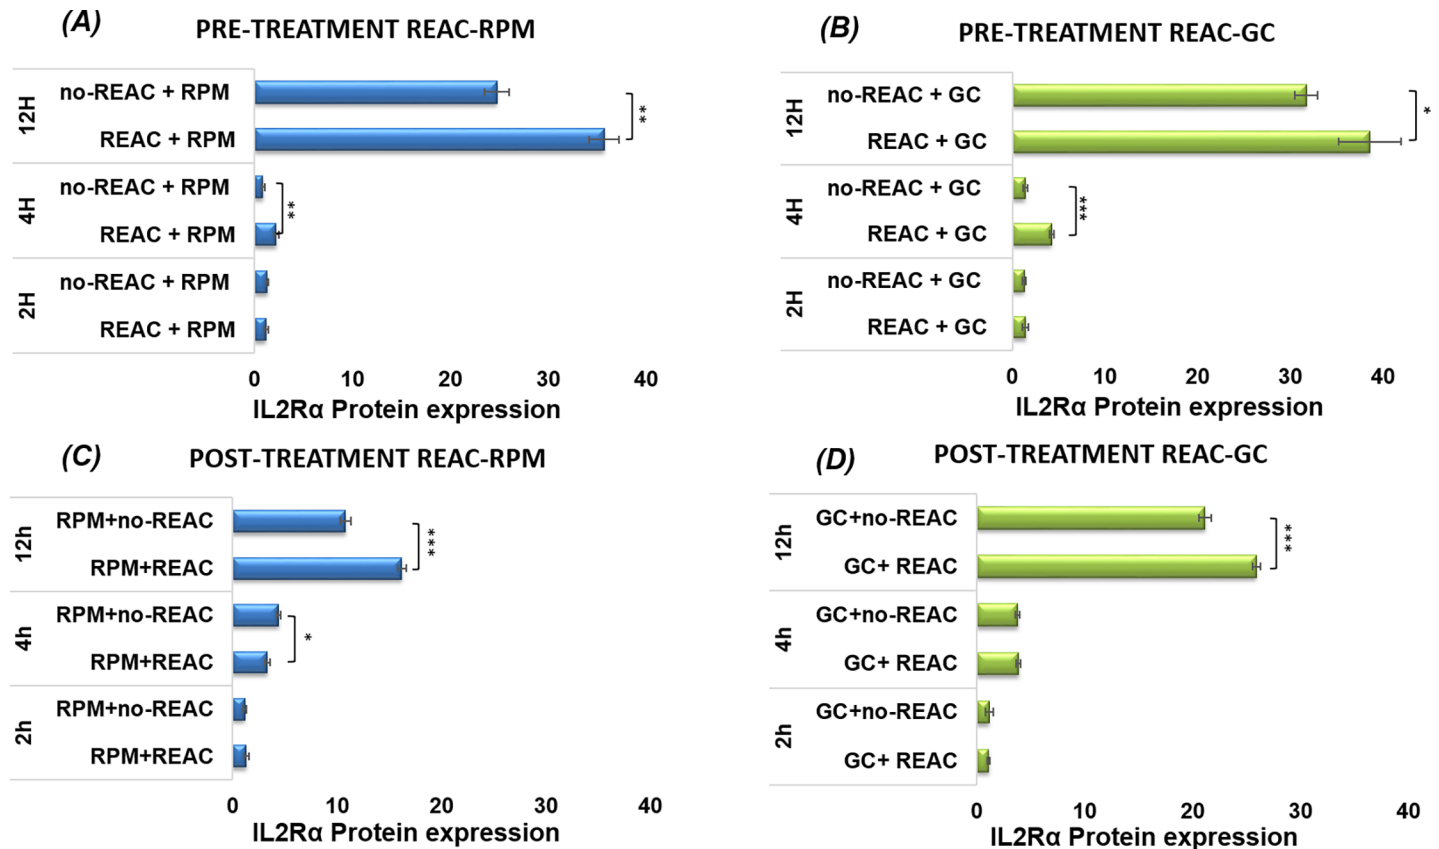 (A)
PRE-TREATMENT REAC-RPM
12H
no-REAC + RPM
REAC + RPM
**
4H
no-REAC + RPM
REAC + RPM
**
2H
no-REAC + RPM
REAC + RPM
0 10 20 30 40
IL2Rα Protein expression
(B)
PRE-TREATMENT REAC-GC
12H
no-REAC + GC
REAC + GC
*
4H
no-REAC + GC
REAC + GC
***
2H
no-REAC + GC
REAC + GC
0 10 20 30 40
IL2Rα Protein expression
(C)
POST-TREATMENT REAC-RPM
12h
RPM+no-REAC
RPM+REAC
***
4h
RPM+no-REAC
RPM+REAC
*
2h
RPM+no-REAC
RPM+REAC
0 10 20 30 40
IL2Rα Protein expression
(D)
POST-TREATMENT REAC-GC
12h
GC+no-REAC
GC+ REAC
***
4h
GC+no-REAC
GC+ REAC
2h
GC+no-REAC
GC+ REAC
0 10 20 30 40
IL2Rα Protein expression